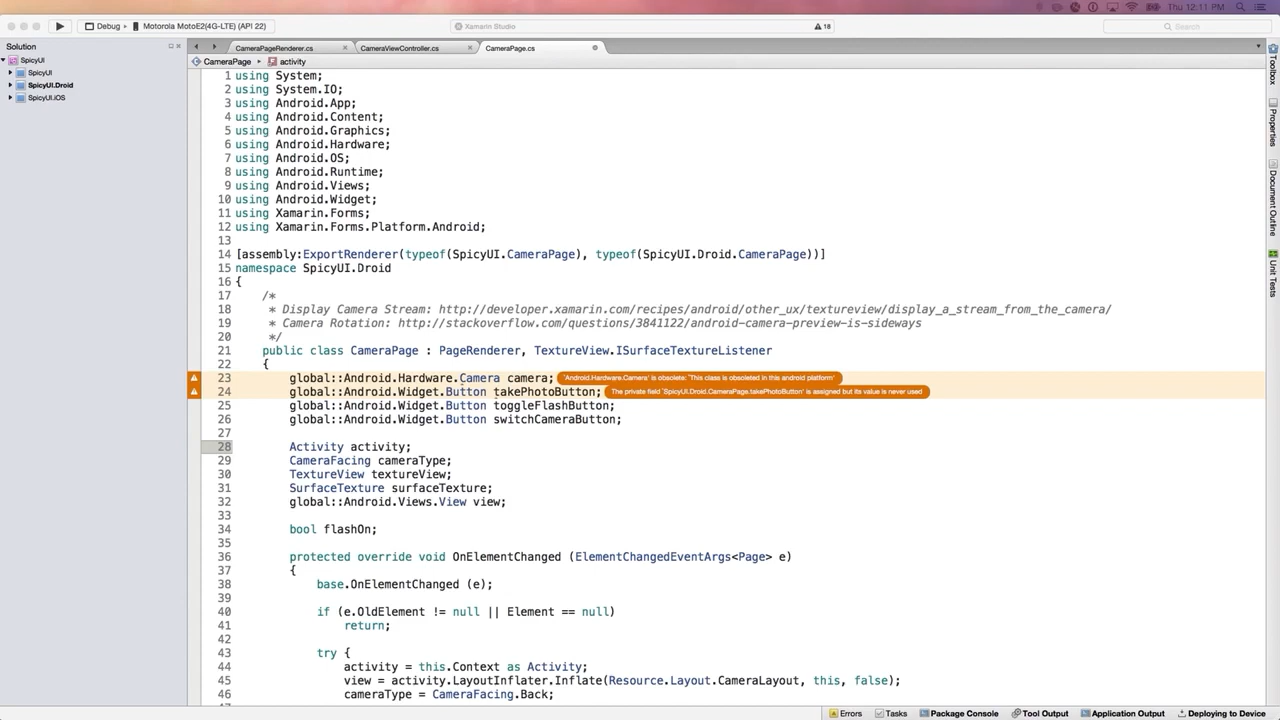 Thu 12:11 PM
Debug > Motorola MotoE2(4G-LTE) (API 22)
Xamarin Studio
18
Search
Solution
SpicyUI
SpicyUI
SpicyUI.Droid
SpicyUI.iOS
CameraPageRenderer.cs
CameraViewController.cs
CameraPage.cs
CameraPage > activity
1 using System;
2 using System.IO;
3 using Android.App;
4 using Android.Content;
5 using Android.Graphics;
6 using Android.Hardware;
7 using Android.OS;
8 using Android.Runtime;
9 using Android.Views;
10 using Android.Widget;
11 using Xamarin.Forms;
12 using Xamarin.Forms.Platform.Android;
13
14 [assembly:ExportRenderer(typeof(SpicyUI.CameraPage), typeof(SpicyUI.Droid.CameraPage))]
15 namespace SpicyUI.Droid
16 {
17 /*
18 * Display Camera Stream: http://developer.xamarin.com/recipes/android/other_ux/textureview/display_a_stream_from_the_camera/
19 * Camera Rotation: http://stackoverflow.com/questions/3841122/android-camera-preview-is-sideways
20 */
21 public class CameraPage : PageRenderer, TextureView.ISurfaceTextureListener
22 {
23 global::Android.Hardware.Camera camera; 'Android.Hardware.Camera' is obsolete: 'This class is obsoleted in this android platform'
24 global::Android.Widget.Button takePhotoButton; The private field 'SpicyUI.Droid.CameraPage.takePhotoButton' is assigned but its value is never used
25 global::Android.Widget.Button toggleFlashButton;
26 global::Android.Widget.Button switchCameraButton;
27
28 Activity activity;
29 CameraFacing cameraType;
30 TextureView textureView;
31 SurfaceTexture surfaceTexture;
32 global::Android.Views.View view;
33
34 bool flashOn;
35
36 protected override void OnElementChanged (ElementChangedEventArgs<Page> e)
37 {
38 base.OnElementChanged (e);
39
40 if (e.OldElement != null || Element == null)
41 return;
42
43 try {
44 activity = this.Context as Activity;
45 view = activity.LayoutInflater.Inflate(Resource.Layout.CameraLayout, this, false);
46 cameraType = CameraFacing.Back;
Toolbox
Properties
Document Outline
Unit Tests
Errors
Tasks
Package Console
Tool Output
Application Output
Deploying to Device